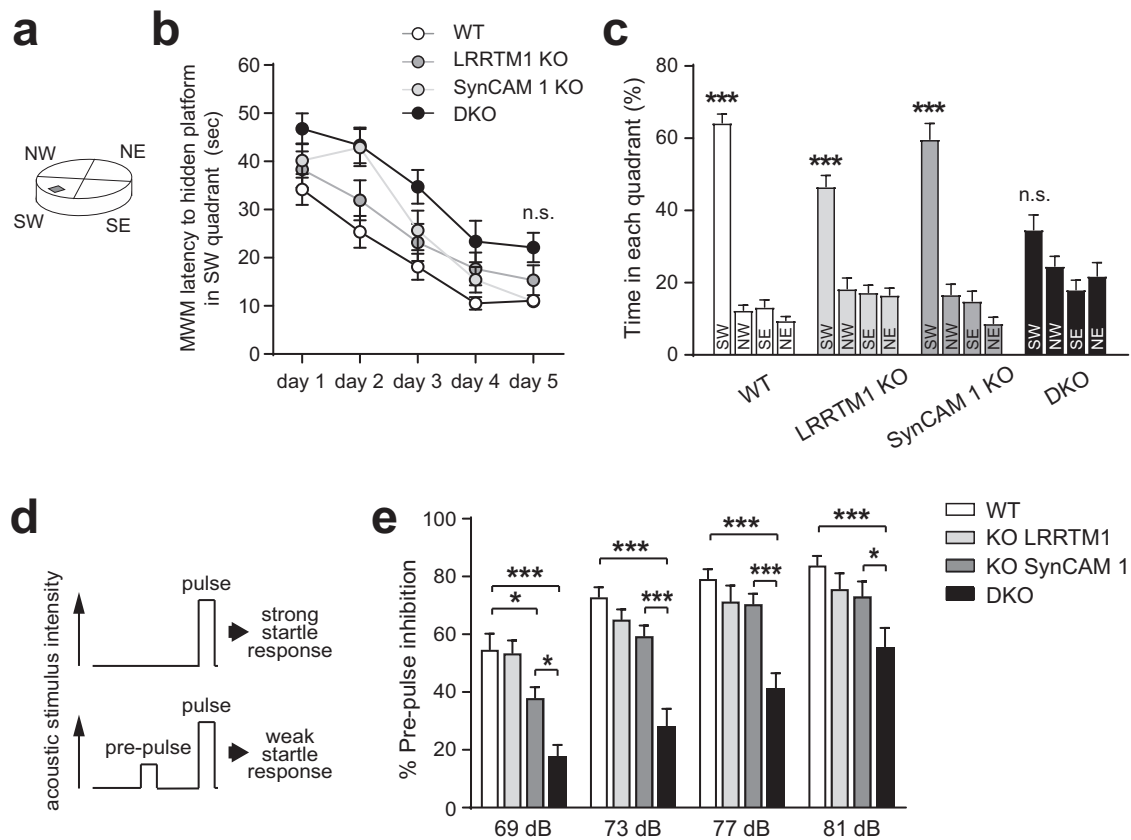 a
NW
NE
SW
SE
b
WT
LRRTM1 KO
SynCAM 1 KO
DKO
MWM latency to hidden platform
in SW quadrant (sec)
60
50
40
30
20
10
0
n.s.
day 1 day 2 day 3 day 4 day 5
c
Time in each quadrant (%)
80
60
40
20
0
***
***
***
n.s.
SW NW SE NE
SW NW SE NE
SW NW SE NE
SW NW SE NE
WT
LRRTM1 KO
SynCAM 1 KO
DKO
d
acoustic stimulus intensity
pulse
strong
startle
response
pulse
pre-pulse
weak
startle
response
e
% Pre-pulse inhibition
100
80
60
40
20
0
***
*
*
***
***
***
***
***
*
69 dB 73 dB 77 dB 81 dB
WT
KO LRRTM1
KO SynCAM 1
DKO